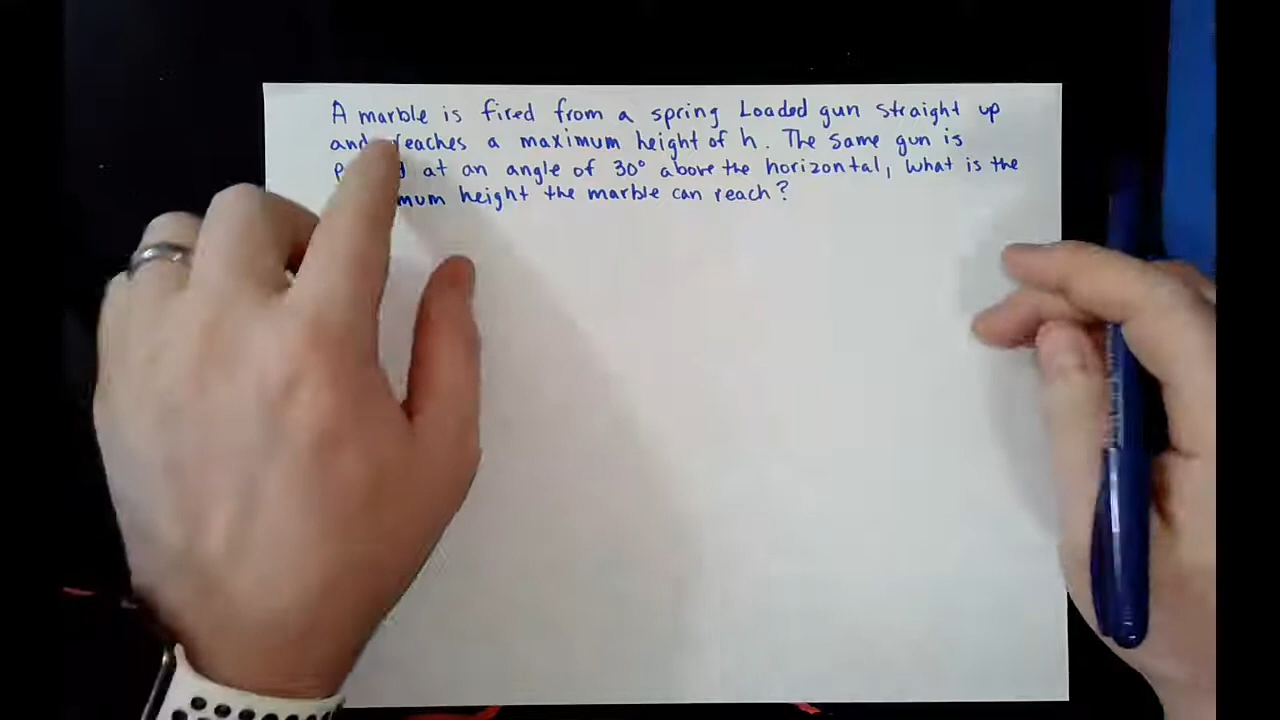 A marble is fired from a spring Loaded gun straight up
and reaches a maximum height of h. The same gun is
at an angle of 30° above the horizontal, what is the
height the marble can reach?